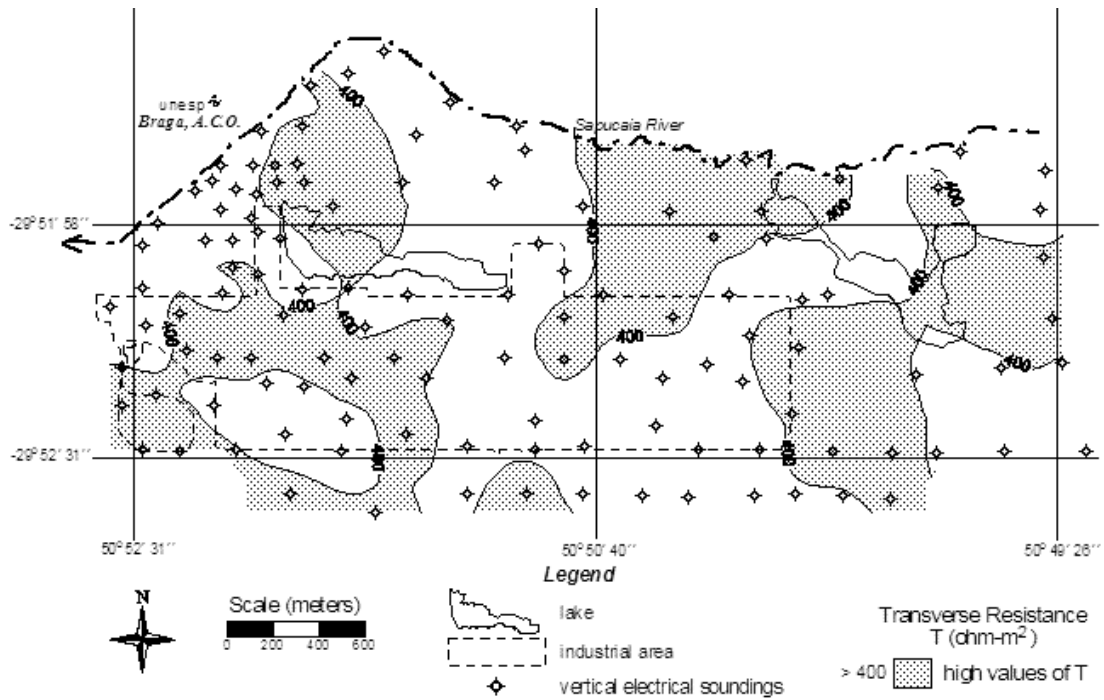 unesp
Braga, A.C.O.
Sapucaia River
400
400
400
400
400
400
400
400
400
400
400
400
-29° 51' 58''
-29° 52' 31''
50° 52' 31''
50° 50' 40''
50° 49' 26''
Legend
N
Scale (meters)
0 200 400 600
lake
industrial area
vertical electrical soundings
Transverse Resistance
T (ohm-m²)
> 400 high values of T